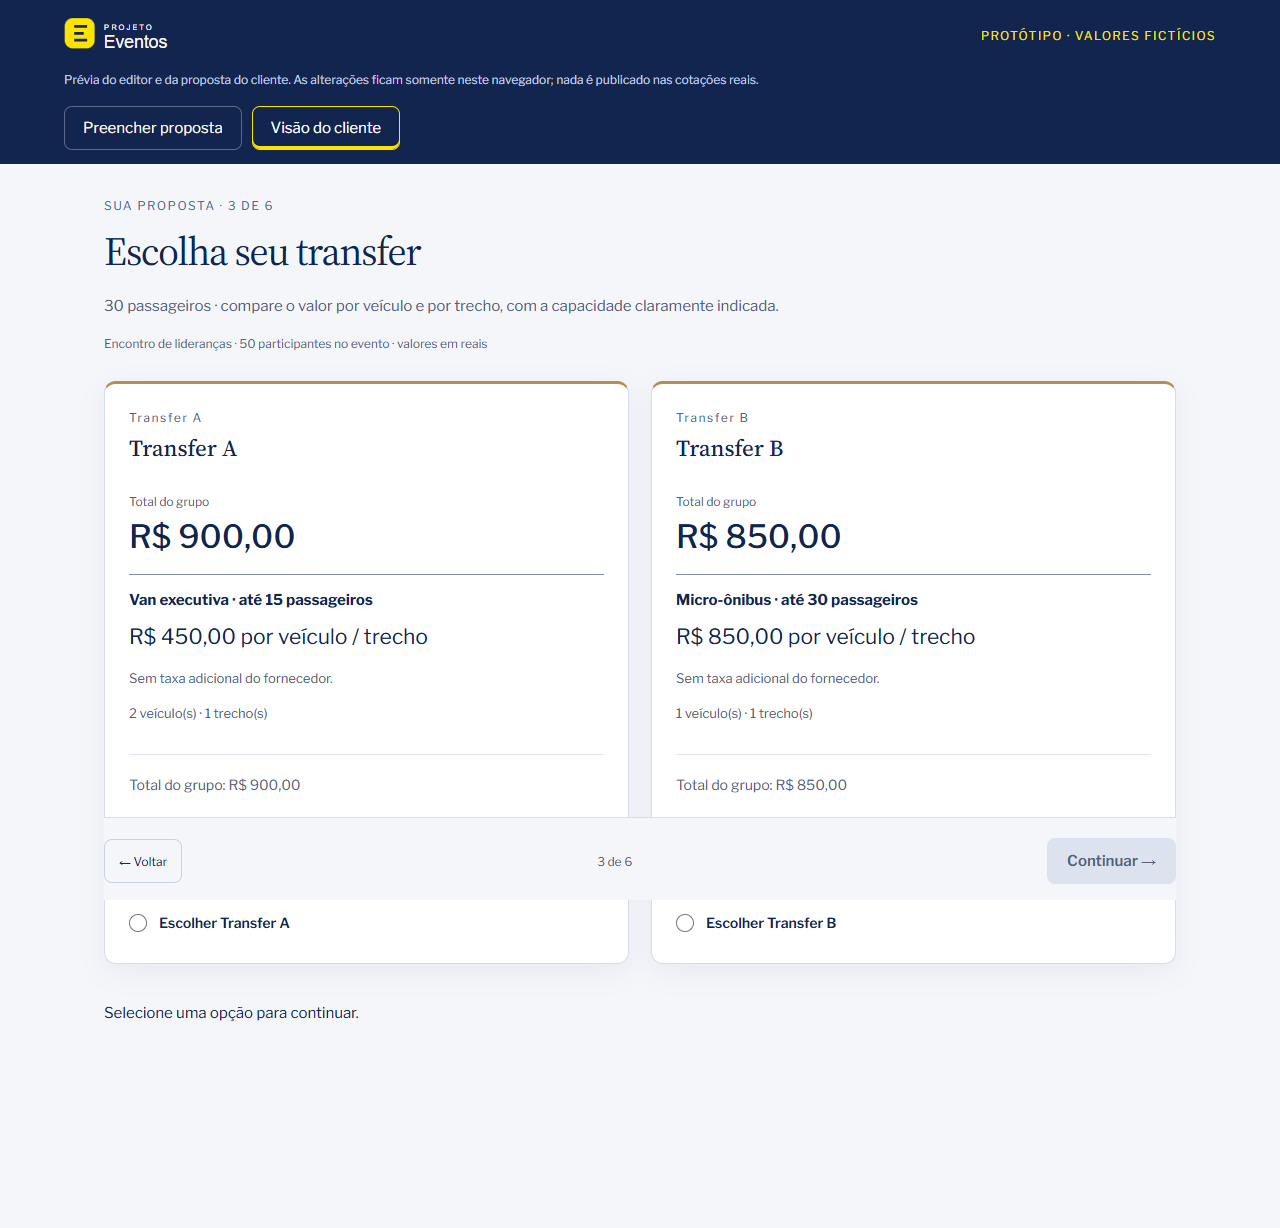 PROJETO
Eventos
PROTÓTIPO · VALORES FICTÍCIOS
Prévia do editor e da proposta do cliente. As alterações ficam somente neste navegador; nada é publicado nas cotações reais.
Preencher proposta
Visão do cliente
SUA PROPOSTA · 3 DE 6
Escolha seu transfer
30 passageiros · compare o valor por veículo e por trecho, com a capacidade claramente indicada.
Encontro de lideranças · 50 participantes no evento · valores em reais
Transfer A
Transfer A
Total do grupo
R$ 900,00
Van executiva · até 15 passageiros
R$ 450,00 por veículo / trecho
Sem taxa adicional do fornecedor.
2 veículo(s) · 1 trecho(s)
Total do grupo: R$ 900,00
Transfer B
Transfer B
Total do grupo
R$ 850,00
Micro-ônibus · até 30 passageiros
R$ 850,00 por veículo / trecho
Sem taxa adicional do fornecedor.
1 veículo(s) · 1 trecho(s)
Total do grupo: R$ 850,00
← Voltar
3 de 6
Continuar →
Escolher Transfer A
Escolher Transfer B
Selecione uma opção para continuar.